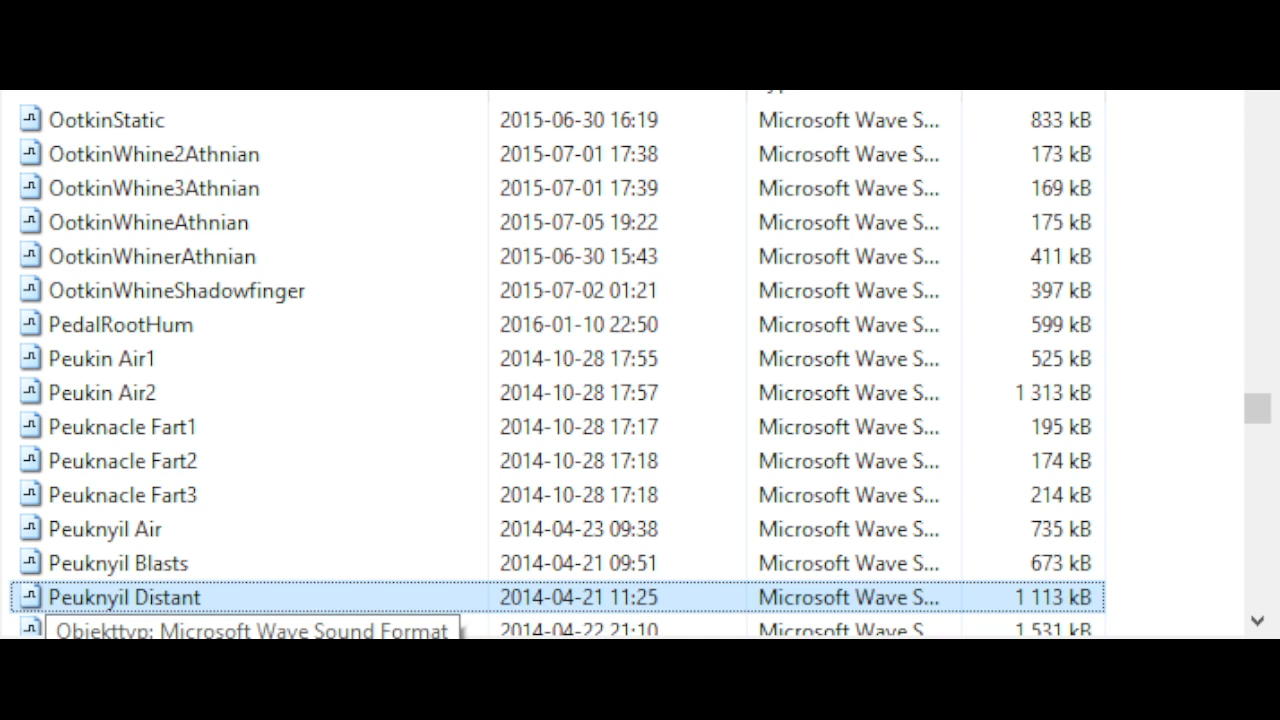 OotkinStatic 2015-06-30 16:19 Microsoft Wave S... 833 kB
OotkinWhine2Athnian 2015-07-01 17:38 Microsoft Wave S... 173 kB
OotkinWhine3Athnian 2015-07-01 17:39 Microsoft Wave S... 169 kB
OotkinWhineAthnian 2015-07-05 19:22 Microsoft Wave S... 175 kB
OotkinWhinerAthnian 2015-06-30 15:43 Microsoft Wave S... 411 kB
OotkinWhineShadowfinger 2015-07-02 01:21 Microsoft Wave S... 397 kB
PedalRootHum 2016-01-10 22:50 Microsoft Wave S... 599 kB
Peukin Air1 2014-10-28 17:55 Microsoft Wave S... 525 kB
Peukin Air2 2014-10-28 17:57 Microsoft Wave S... 1 313 kB
Peuknacle Fart1 2014-10-28 17:17 Microsoft Wave S... 195 kB
Peuknacle Fart2 2014-10-28 17:18 Microsoft Wave S... 174 kB
Peuknacle Fart3 2014-10-28 17:18 Microsoft Wave S... 214 kB
Peuknyil Air 2014-04-23 09:38 Microsoft Wave S... 735 kB
Peuknyil Blasts 2014-04-21 09:51 Microsoft Wave S... 673 kB
Peuknyil Distant 2014-04-21 11:25 Microsoft Wave S... 1 113 kB
Objekttyp: Microsoft Wave Sound Format 2014-04-22 21:10 Microsoft Wave S... 1 531 kB